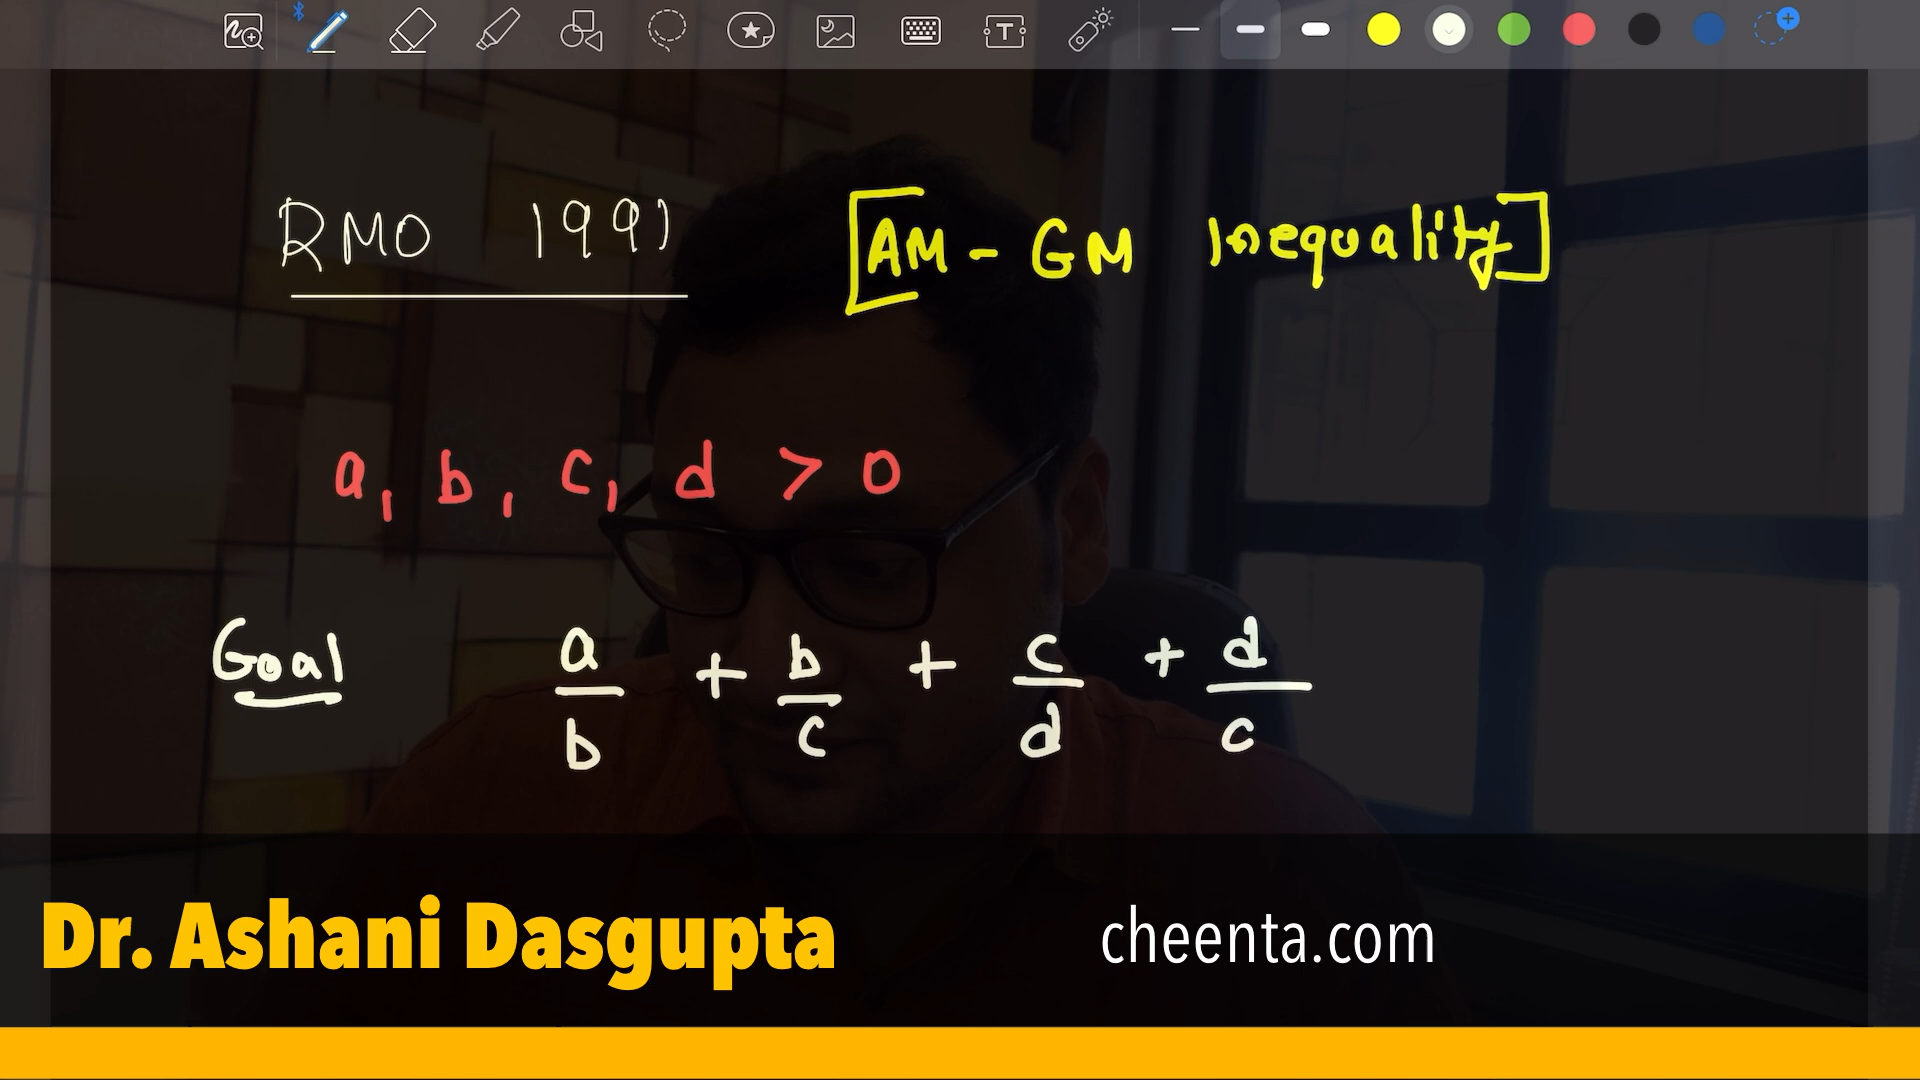 RMO 1991 [AM - GM Inequality]
a, b, c, d > 0
Goal a/b + b/c + c/d + d/c
Dr. Ashani Dasgupta cheenta.com